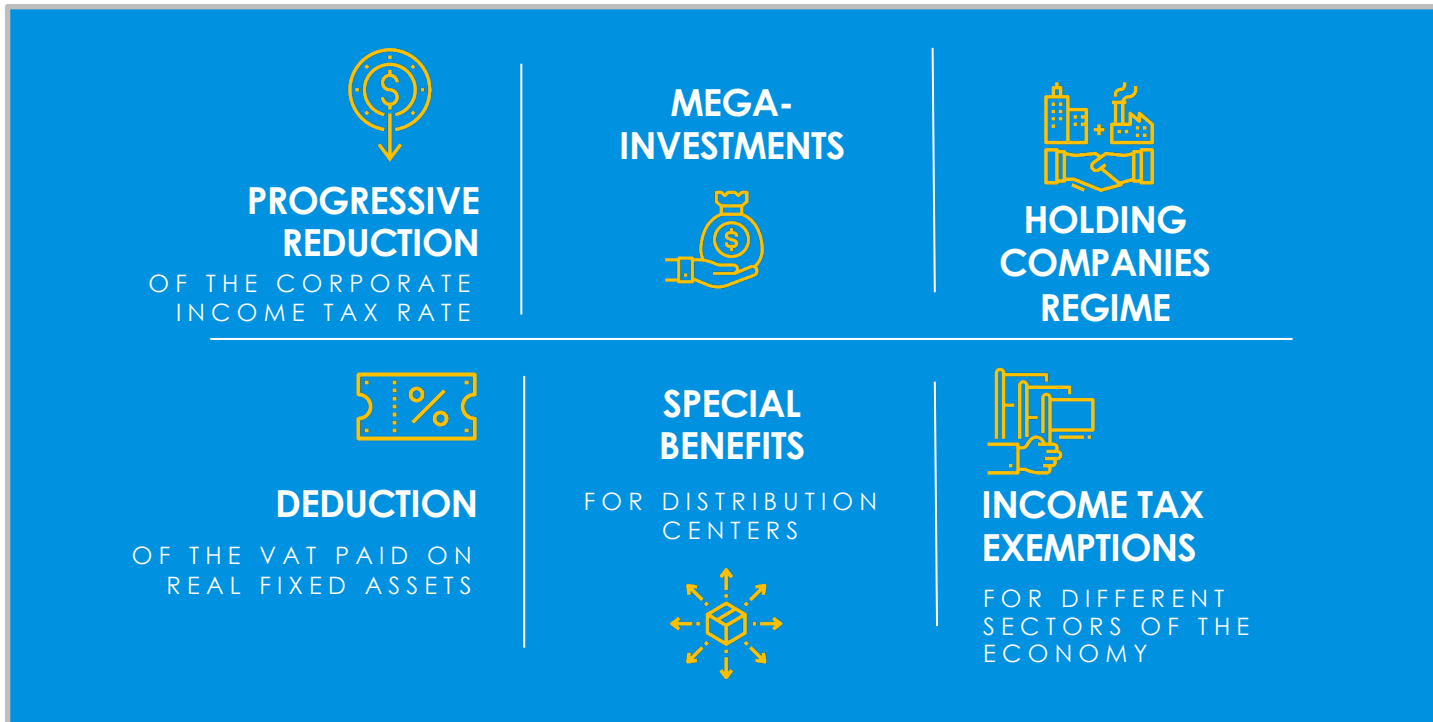 PROGRESSIVE
REDUCTION
OF THE CORPORATE
INCOME TAX RATE
MEGA-
INVESTMENTS
HOLDING
COMPANIES
REGIME
DEDUCTION
OF THE VAT PAID ON
REAL FIXED ASSETS
SPECIAL
BENEFITS
FOR DISTRIBUTION
CENTERS
INCOME TAX
EXEMPTIONS
FOR DIFFERENT
SECTORS OF THE
ECONOMY